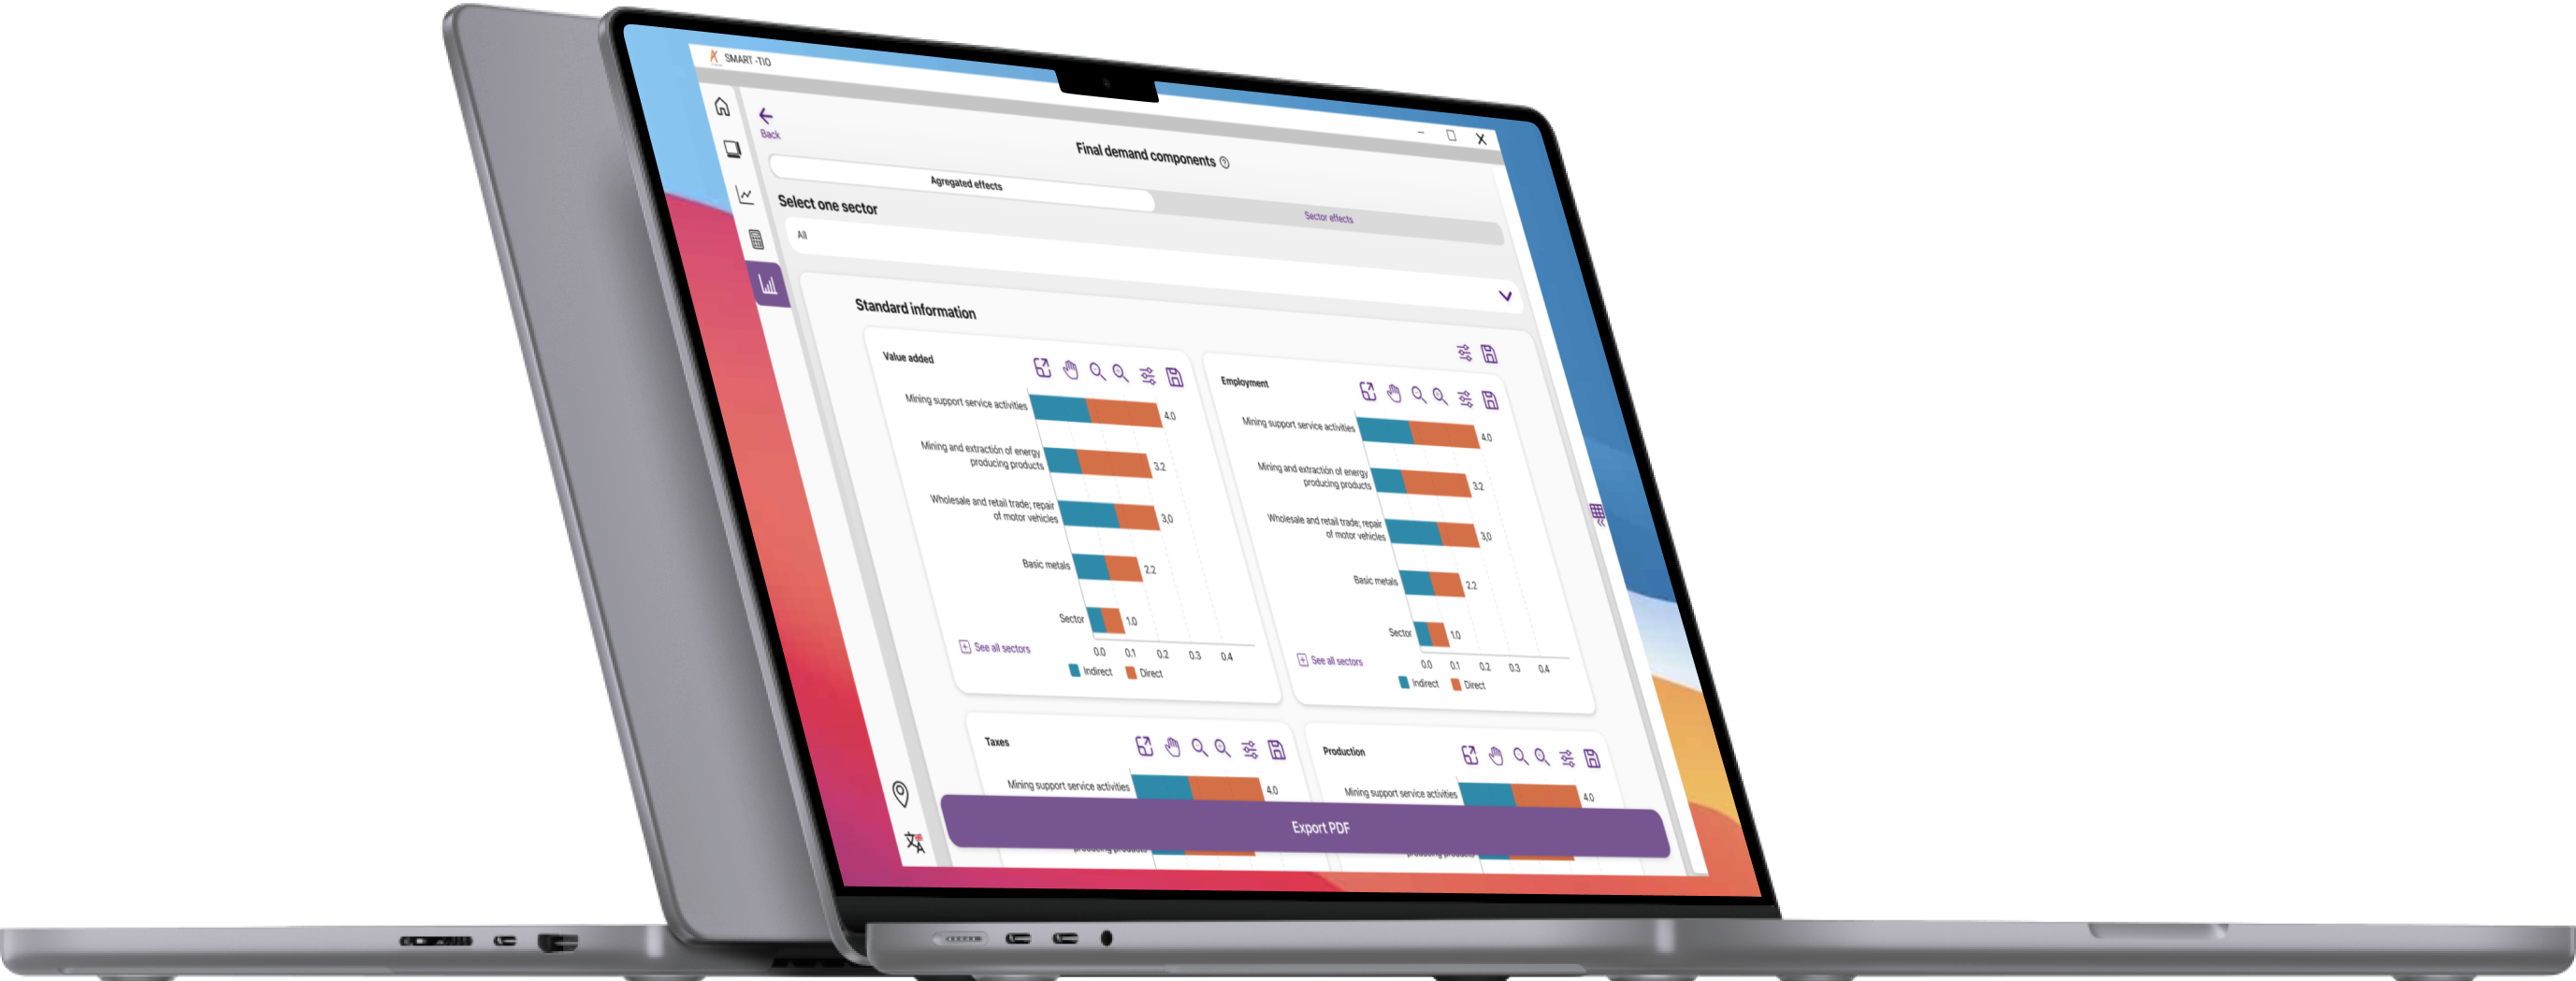 SMART -TIO
Back
Final demand components
Agregated effects
Sector effects
Select one sector
All
Standard information
Value added
Mining support service activities
4.0
Mining and extractión of energy
producing products
3.2
Wholesale and retail trade; repair
of motor vehicles
3,0
Basic metals
2.2
Sector
1.0
0.0 0.1 0.2 0.3 0.4
See all sectors
Indirect Direct
Employment
Mining support service activities
4.0
Mining and extractión of energy
producing products
3.2
Wholesale and retail trade; repair
of motor vehicles
3,0
Basic metals
2.2
Sector
1.0
0.0 0.1 0.2 0.3 0.4
See all sectors
Indirect Direct
Taxes
Mining support service activities
4.0
Production
Mining support service activities
4.0
Export PDF
producing products
producing products